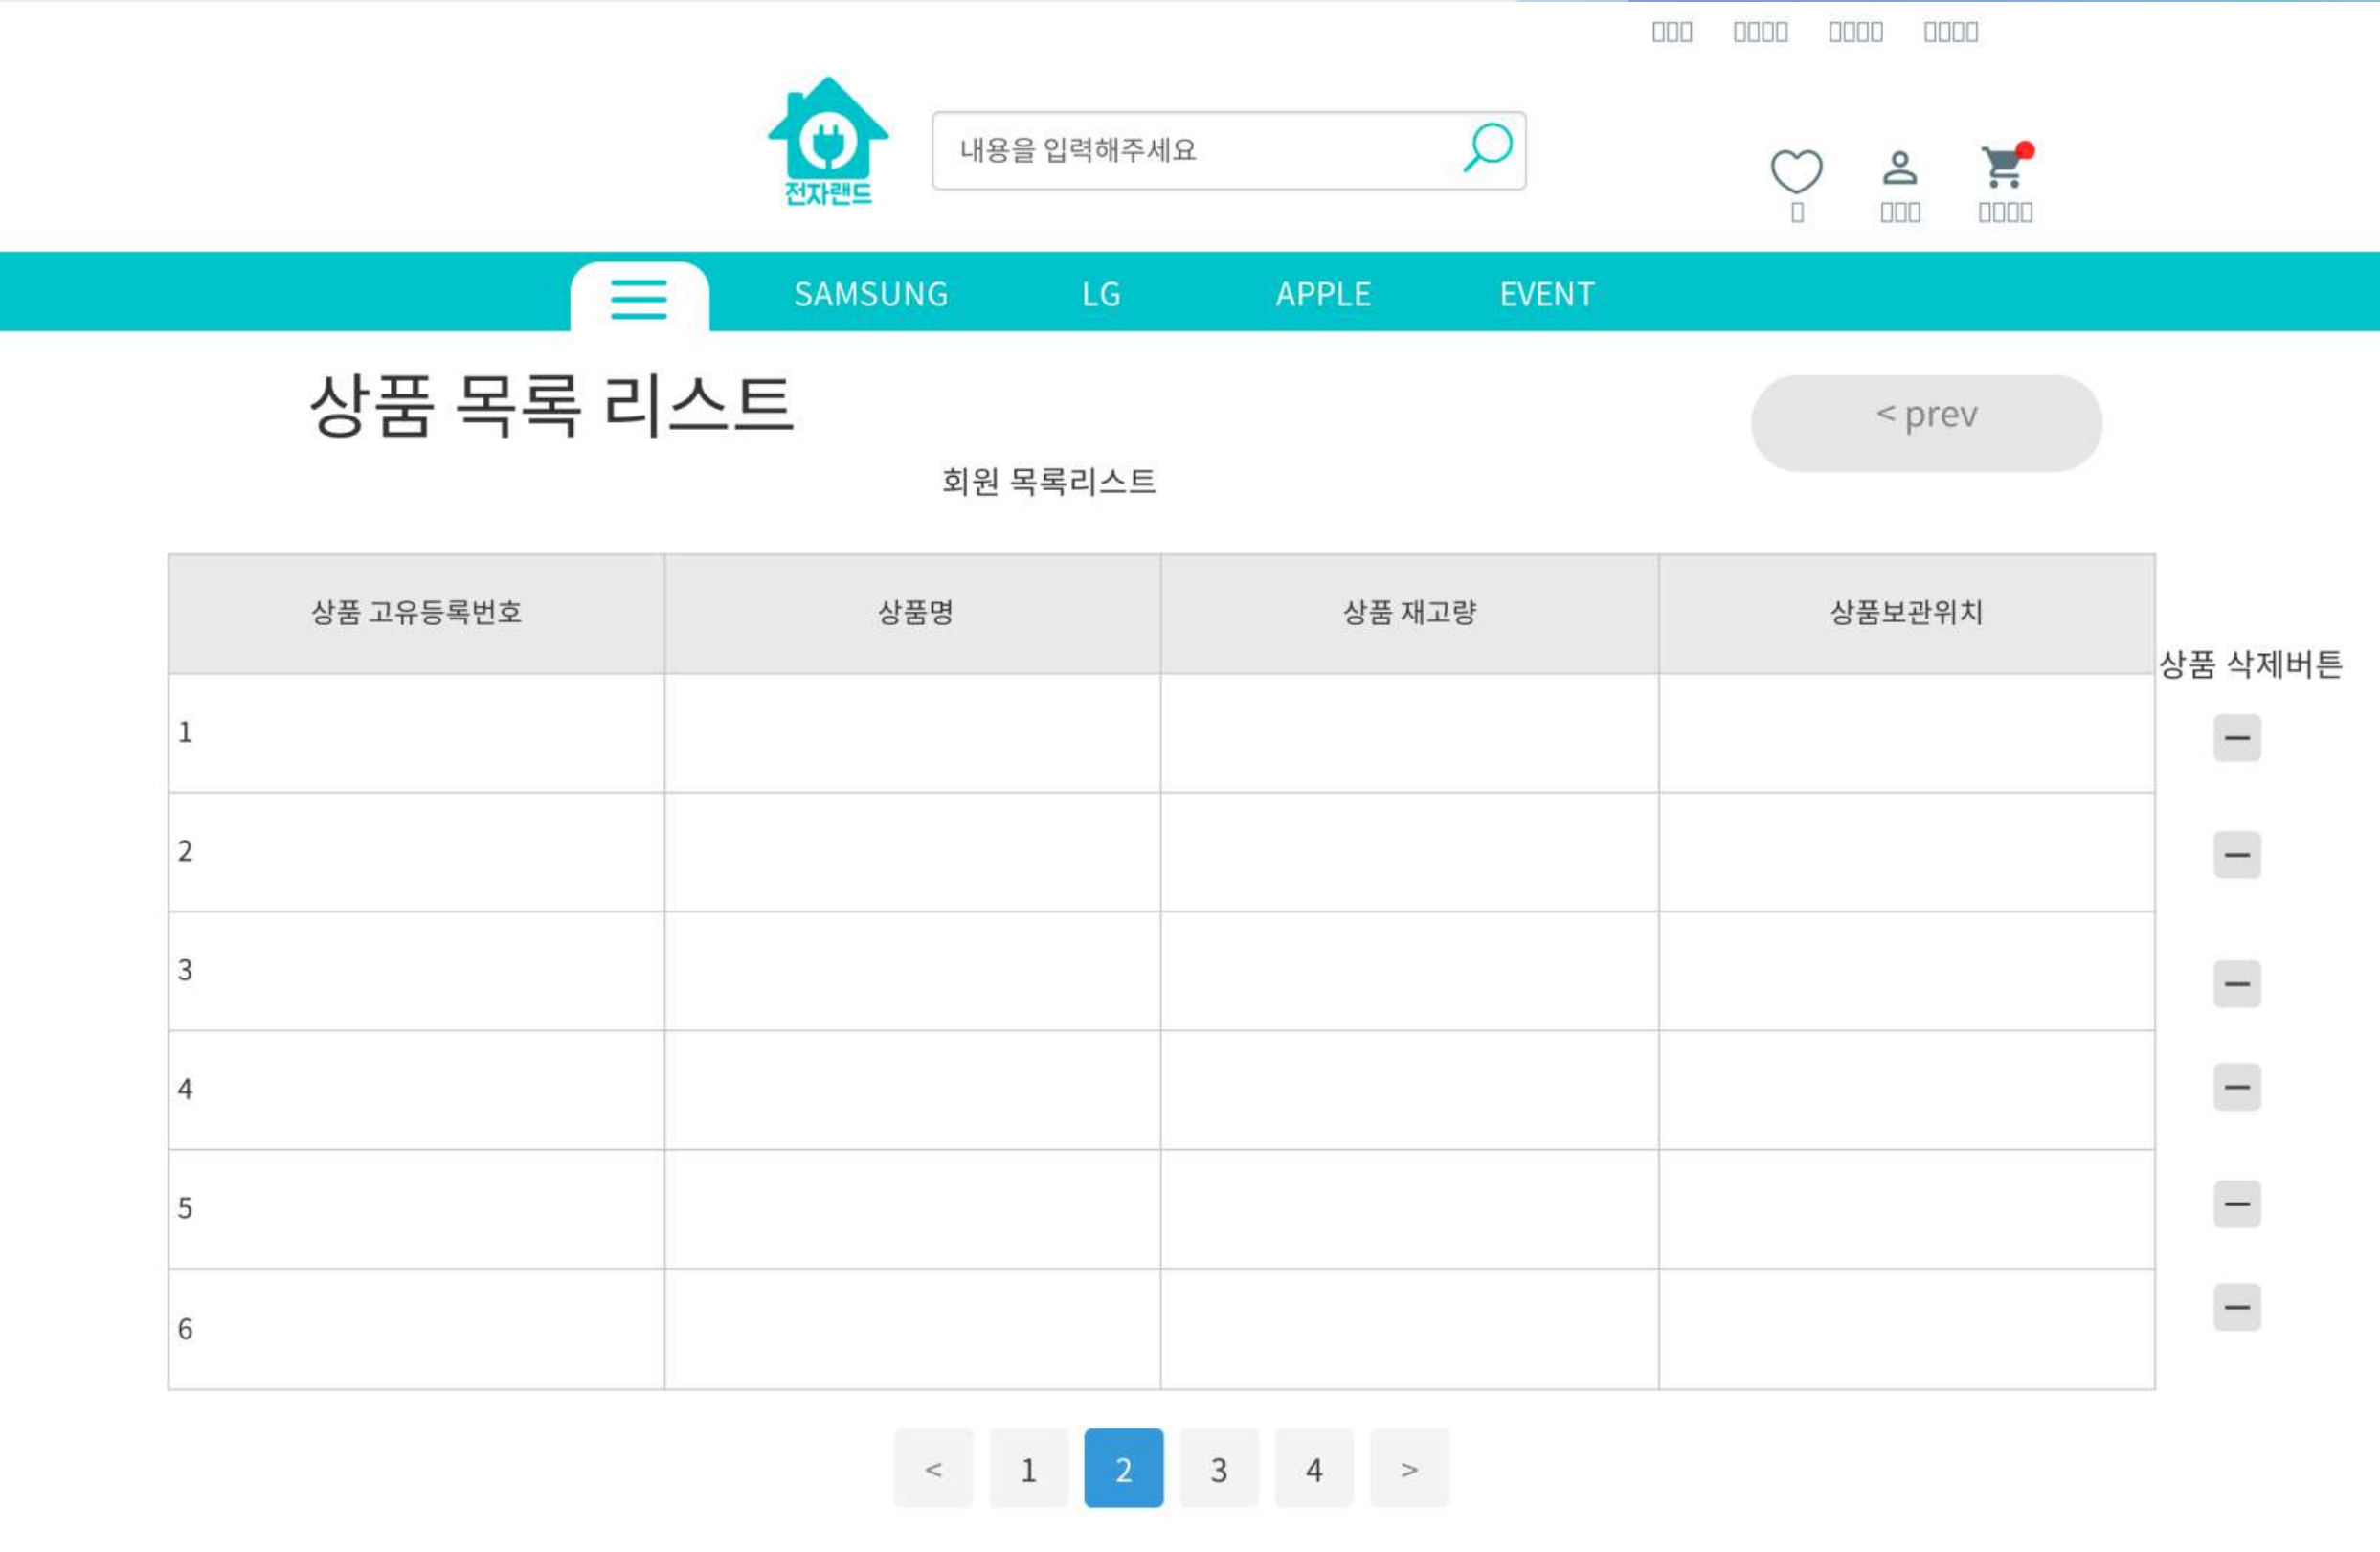 전자랜드
내용을 입력해주세요
SAMSUNG LG APPLE EVENT
상품 목록 리스트
< prev
회원 목록리스트
상품 고유등록번호 상품명 상품 재고량 상품보관위치
상품 삭제버튼
1
2
3
4
5
6
< 1 2 3 4 >